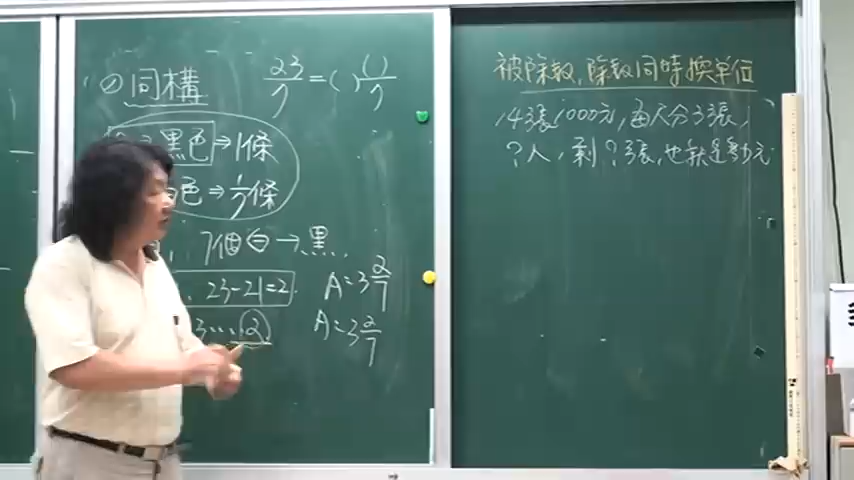 同構
23/7=( )( )/7
黑色⇒1條
色⇒1/7條
7個白→黑
23-21=2
A=3 2/7
3…2
A=3 2/7
被除數,除數同時換單位
14張1000元,每人分3張,
?人,剩?張,也就是多少元